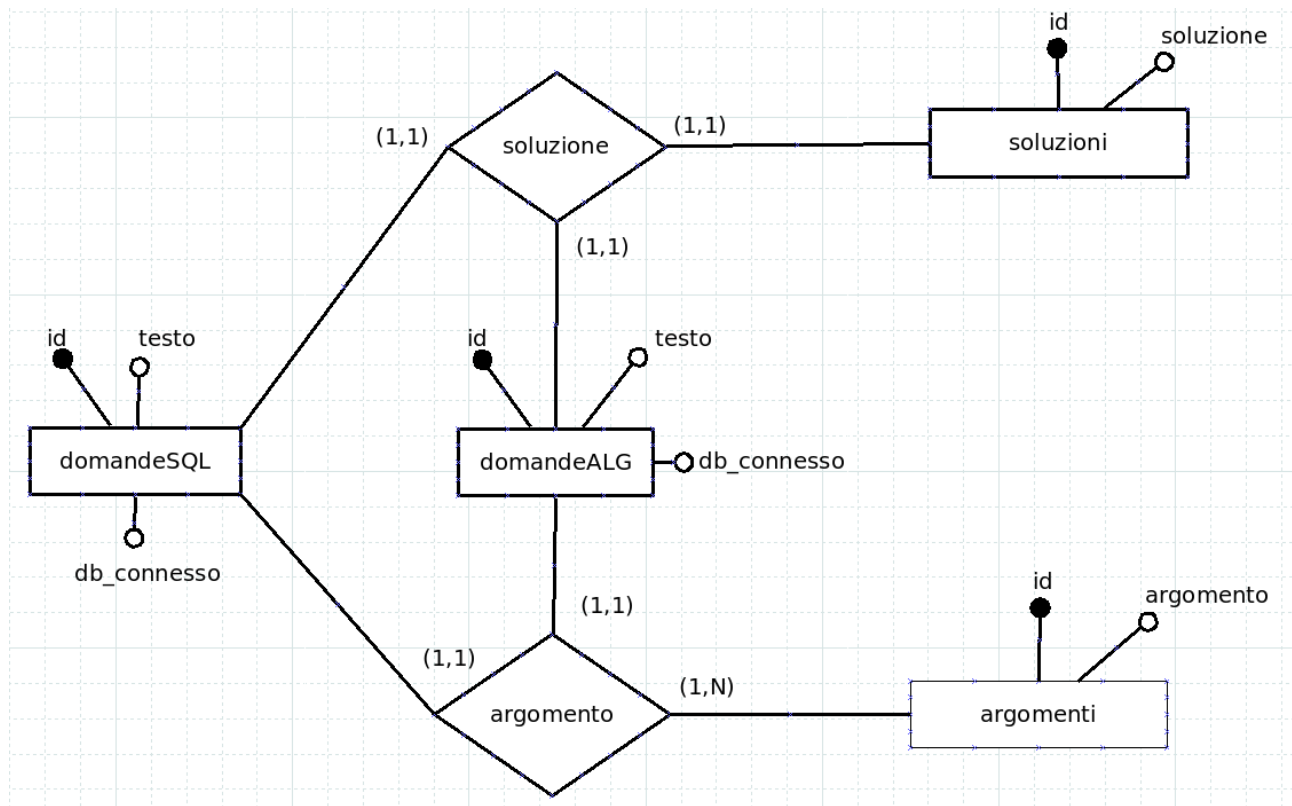 id
soluzione
(1,1)
soluzione
(1,1)
soluzioni
(1,1)
id
testo
id
testo
domandeSQL
domandeALG
db_connesso
db_connesso
id
argomento
(1,1)
(1,1)
(1,N)
argomento
argomenti